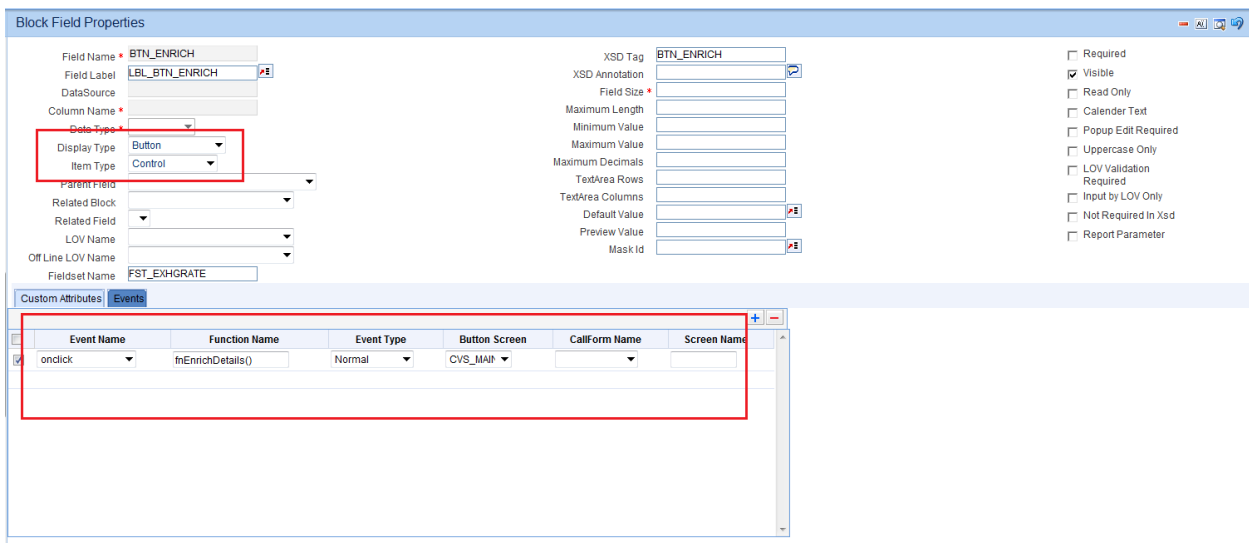 Block Field Properties
Field Name * BTN_ENRICH
Field Label LBL_BTN_ENRICH
DataSource
Column Name *
Data Type *
Display Type Button
Item Type Control
Parent Field
Related Block
Related Field
LOV Name
Off Line LOV Name
Fieldset Name FST_EXHGRATE
XSD Tag BTN_ENRICH
XSD Annotation
Field Size *
Maximum Length
Minimum Value
Maximum Value
Maximum Decimals
TextArea Rows
TextArea Columns
Default Value
Preview Value
Mask Id
Required
Visible
Read Only
Calender Text
Popup Edit Required
Uppercase Only
LOV Validation
Required
Input by LOV Only
Not Required In Xsd
Report Parameter
Custom Attributes Events
Event Name Function Name Event Type Button Screen CallForm Name Screen Name
onclick fnEnrichDetails() Normal CVS_MAIN